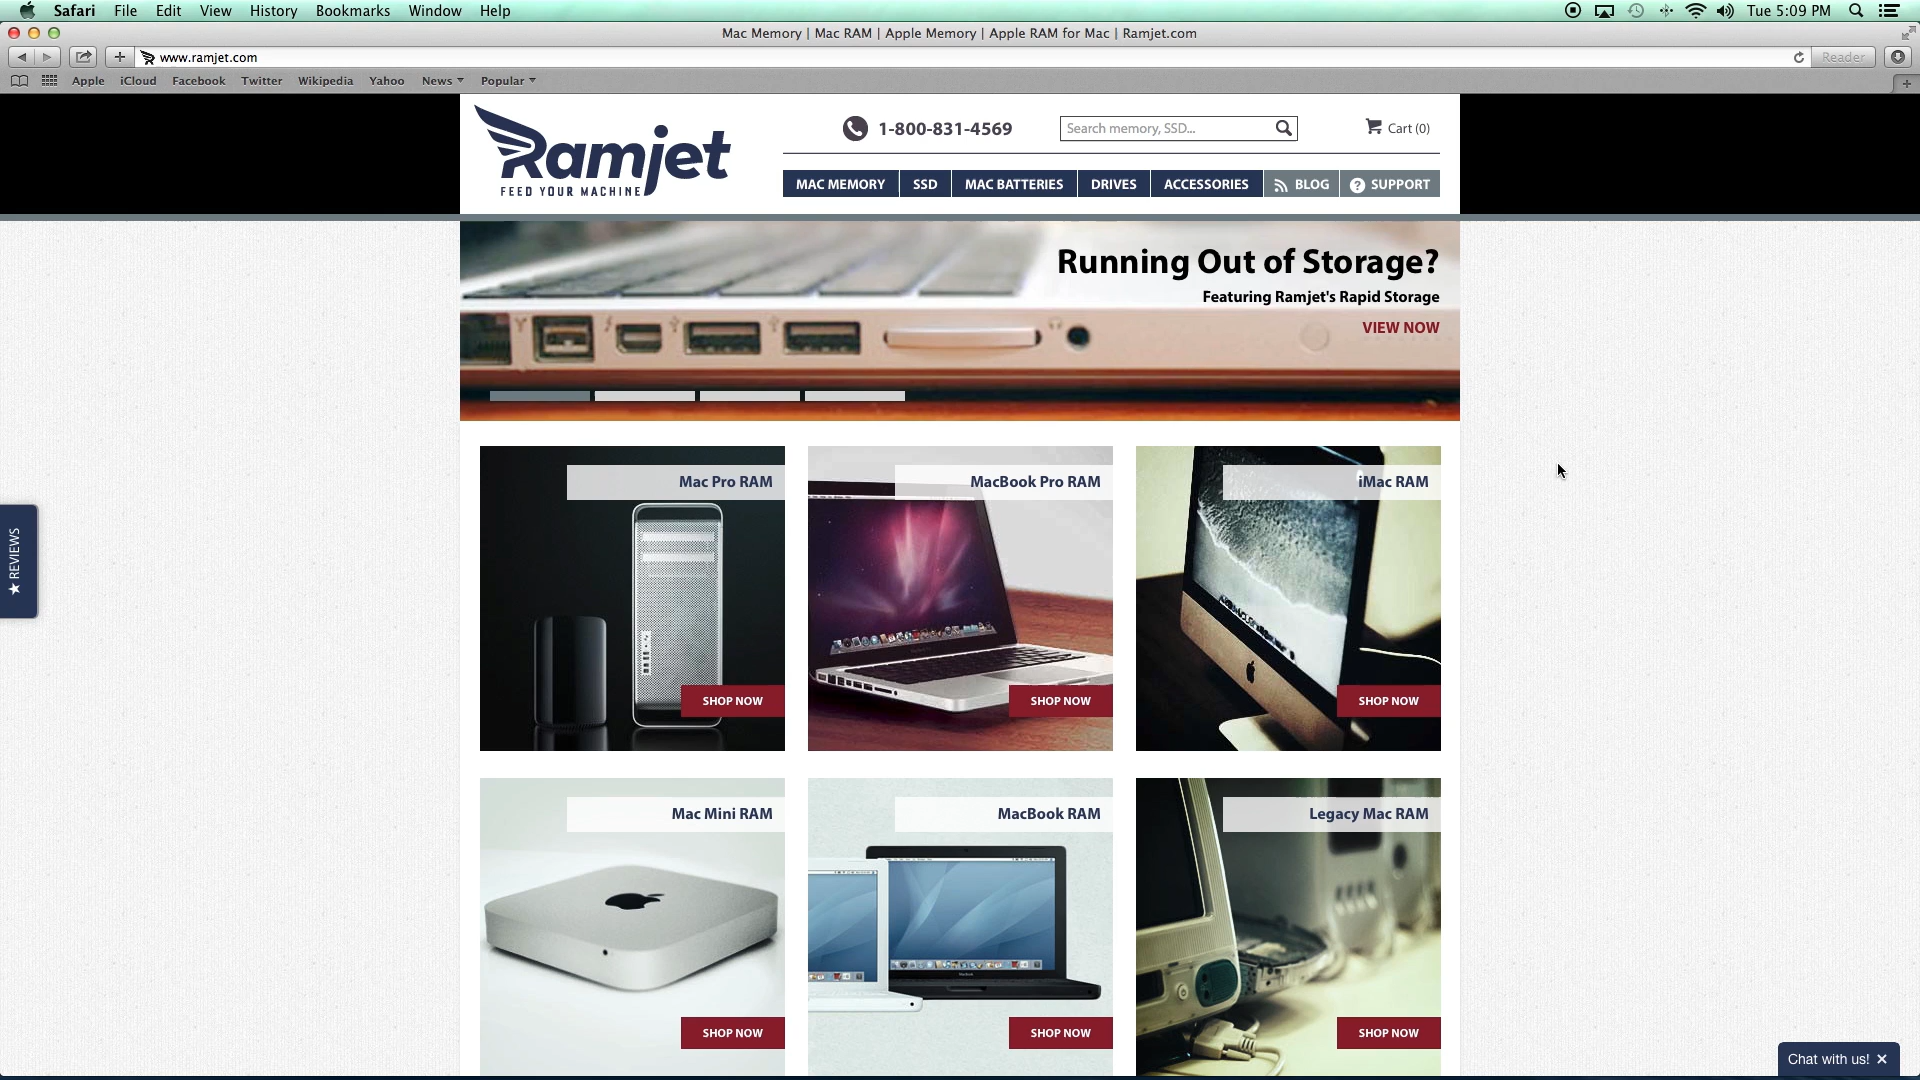 Safari File Edit View History Bookmarks Window Help
Tue 5:09 PM
Mac Memory | Mac RAM | Apple Memory | Apple RAM for Mac | Ramjet.com
www.ramjet.com
Reader
Apple iCloud Facebook Twitter Wikipedia Yahoo News Popular
Ramjet
FEED YOUR MACHINE
1-800-831-4569
Search memory, SSD...
Cart (0)
MAC MEMORY SSD MAC BATTERIES DRIVES ACCESSORIES BLOG SUPPORT
Running Out of Storage?
Featuring Ramjet's Rapid Storage
VIEW NOW
Mac Pro RAM
SHOP NOW
MacBook Pro RAM
SHOP NOW
iMac RAM
SHOP NOW
REVIEWS
Mac Mini RAM
SHOP NOW
MacBook RAM
SHOP NOW
Legacy Mac RAM
SHOP NOW
Chat with us!